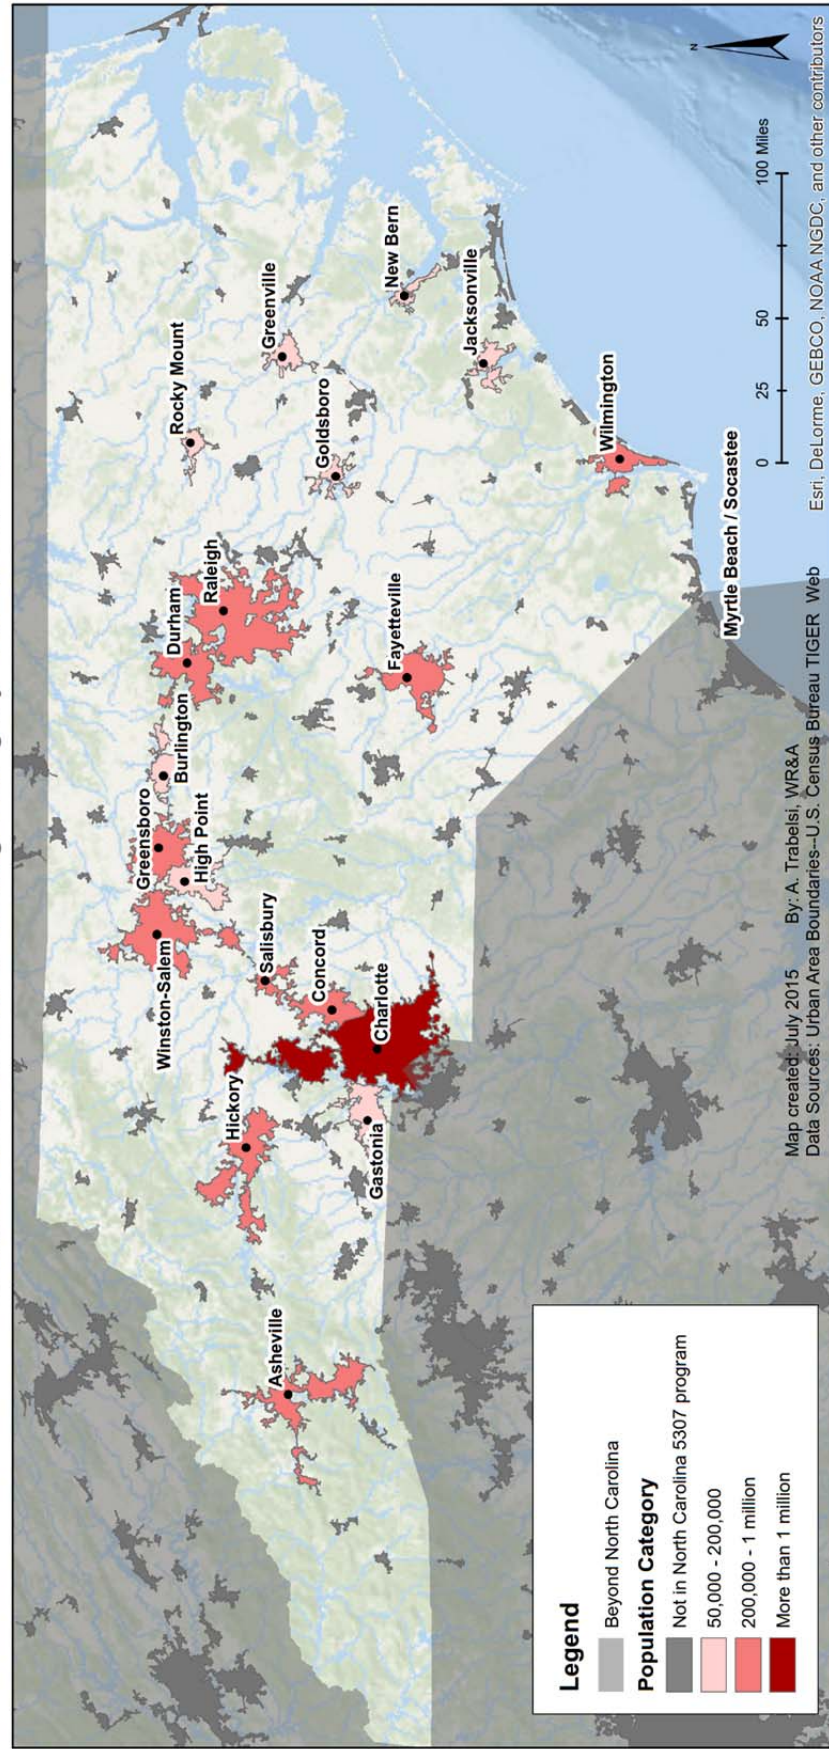 Asheville
Hickory
Gastonia
Charlotte
Concord
Salisbury
Winston-Salem
Greensboro
High Point
Burlington
Durham
Raleigh
Fayetteville
Rocky Mount
Goldsboro
Greenville
New Bern
Jacksonville
Wilmington
Myrtle Beach / Socastee
N
0 25 50 100 Miles
Legend
Beyond North Carolina
Population Category
Not in North Carolina 5307 program
50,000 - 200,000
200,000 - 1 million
More than 1 million
Map created: July 2015 By: A. Trabelsi, WR&A
Data Sources: Urban Area Boundaries--U.S. Census Bureau TIGER Web
Esri, DeLorme, GEBCO, NOAA NGDC, and other contributors